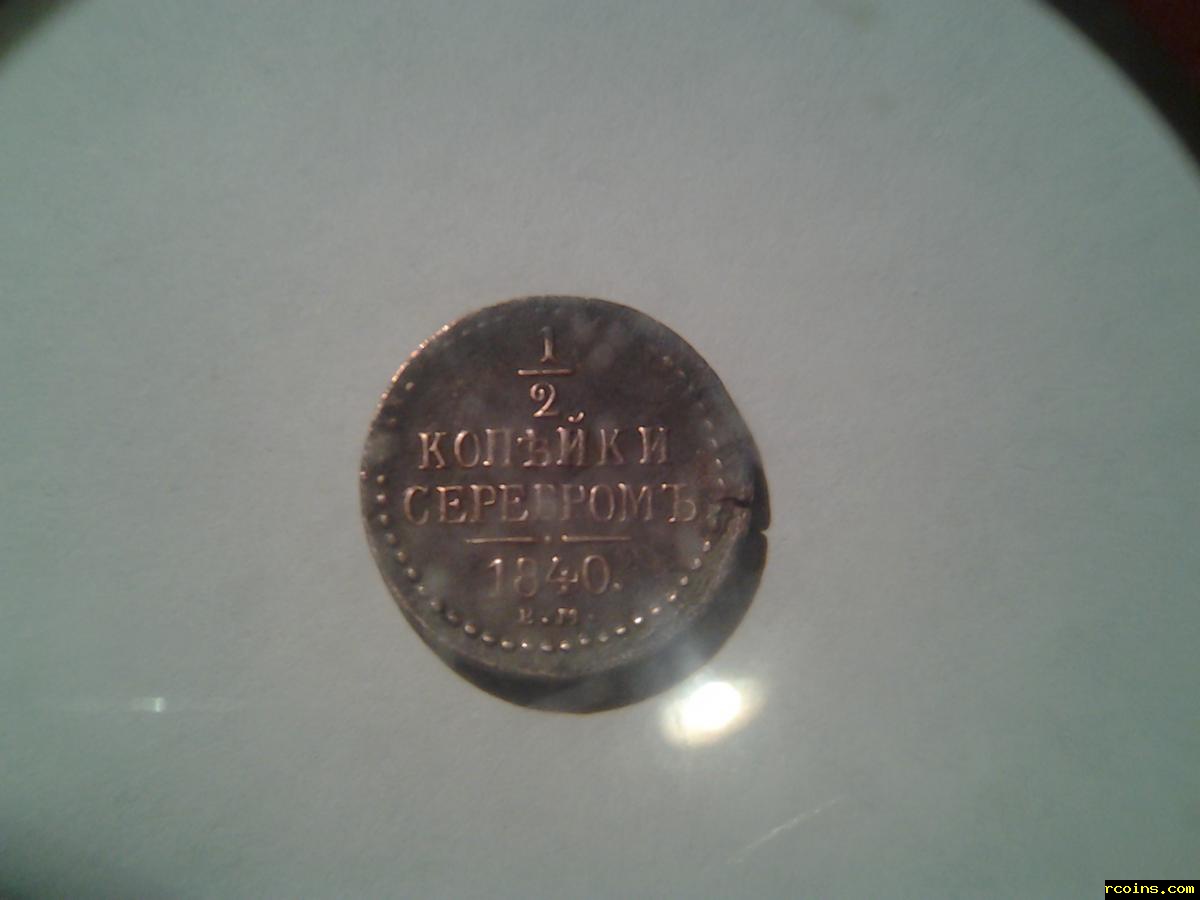 1
2
КОПѢЙКИ
СЕРЕБРОМЪ
1840.
Е.М.
rcoins.com